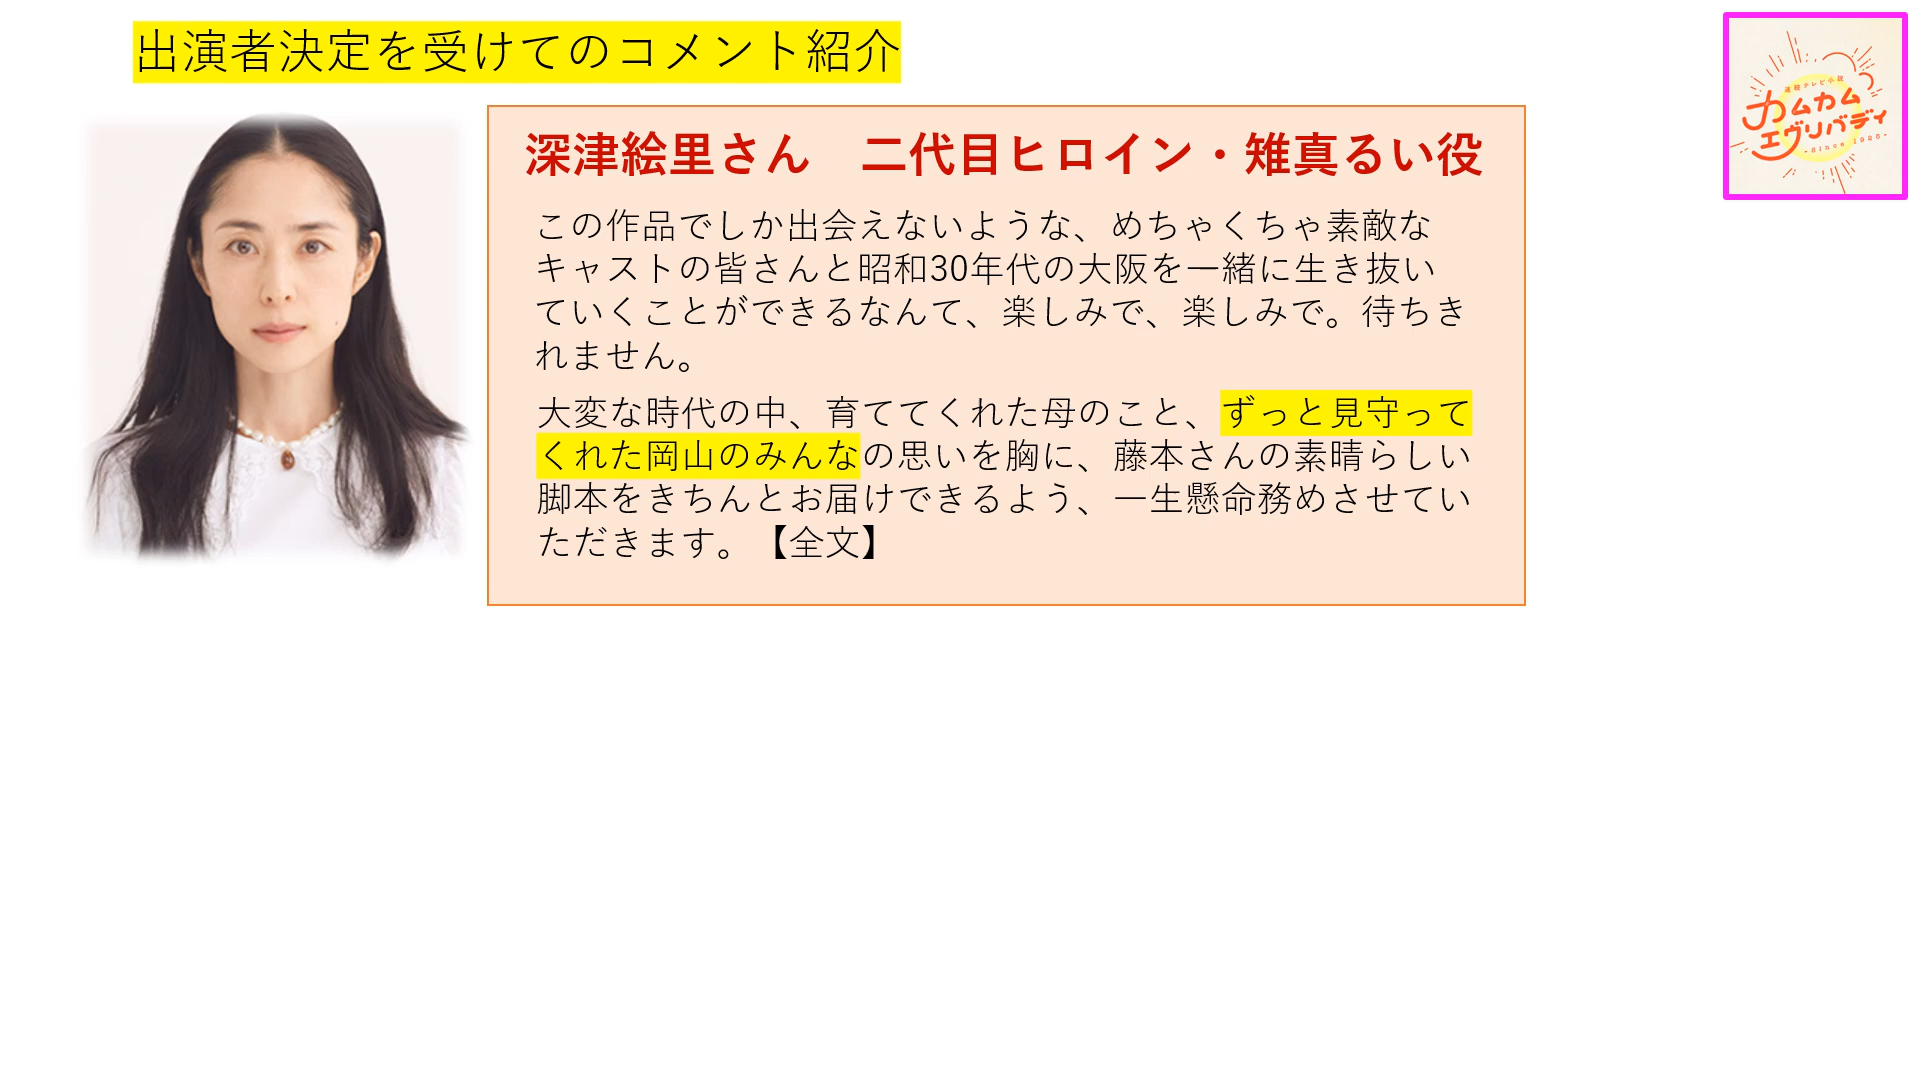 出演者決定を受けてのコメント紹介
連続テレビ小説
カムカム
エヴリバディ
-Since 1925-
深津絵里さん　二代目ヒロイン・雉真るい役
この作品でしか出会えないような、めちゃくちゃ素敵な
キャストの皆さんと昭和30年代の大阪を一緒に生き抜い
ていくことができるなんて、楽しみで、楽しみで。待ちき
れません。
大変な時代の中、育ててくれた母のこと、ずっと見守って
くれた岡山のみんなの思いを胸に、藤本さんの素晴らしい
脚本をきちんとお届けできるよう、一生懸命務めさせてい
ただきます。【全文】